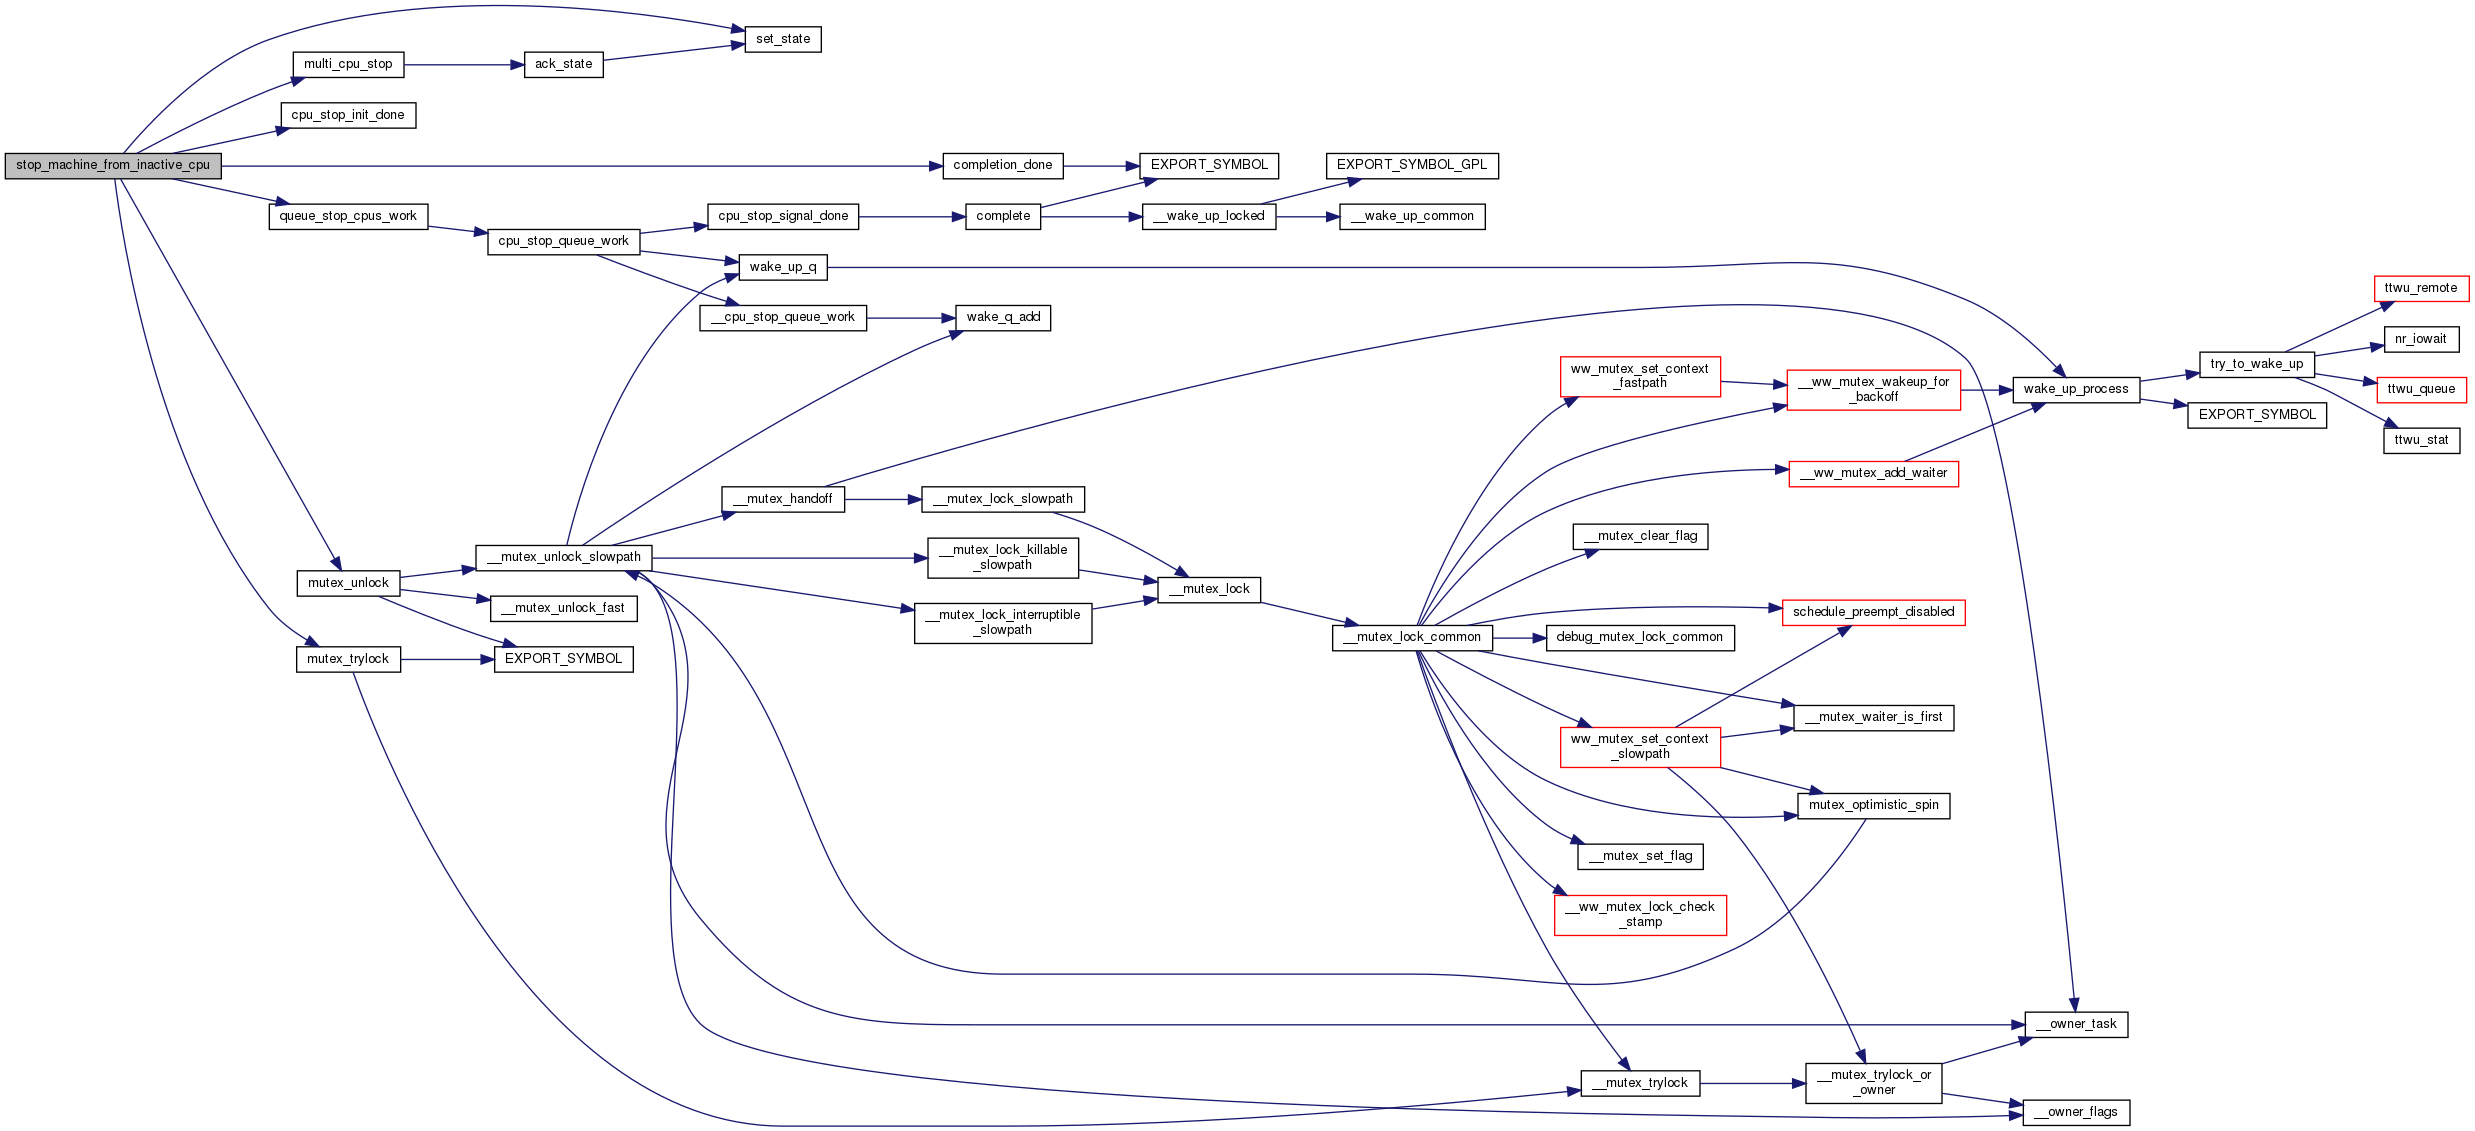 set_state
multi_cpu_stop
ack_state
cpu_stop_init_done
stop_machine_from_inactive_cpu
completion_done
EXPORT_SYMBOL
EXPORT_SYMBOL_GPL
queue_stop_cpus_work
cpu_stop_signal_done
complete
__wake_up_locked
__wake_up_common
cpu_stop_queue_work
wake_up_q
__cpu_stop_queue_work
wake_q_add
ttwu_remote
nr_iowait
try_to_wake_up
ttwu_queue
ww_mutex_set_context
_fastpath
__ww_mutex_wakeup_for
_backoff
wake_up_process
EXPORT_SYMBOL
ttwu_stat
__ww_mutex_add_waiter
__mutex_handoff
__mutex_lock_slowpath
__mutex_clear_flag
__mutex_unlock_slowpath
__mutex_lock_killable
_slowpath
mutex_unlock
__mutex_lock
__mutex_unlock_fast
__mutex_lock_interruptible
_slowpath
schedule_preempt_disabled
__mutex_lock_common
debug_mutex_lock_common
mutex_trylock
EXPORT_SYMBOL
__mutex_waiter_is_first
ww_mutex_set_context
_slowpath
mutex_optimistic_spin
__mutex_set_flag
__ww_mutex_lock_check
_stamp
__owner_task
__mutex_trylock
__mutex_trylock_or
_owner
__owner_flags